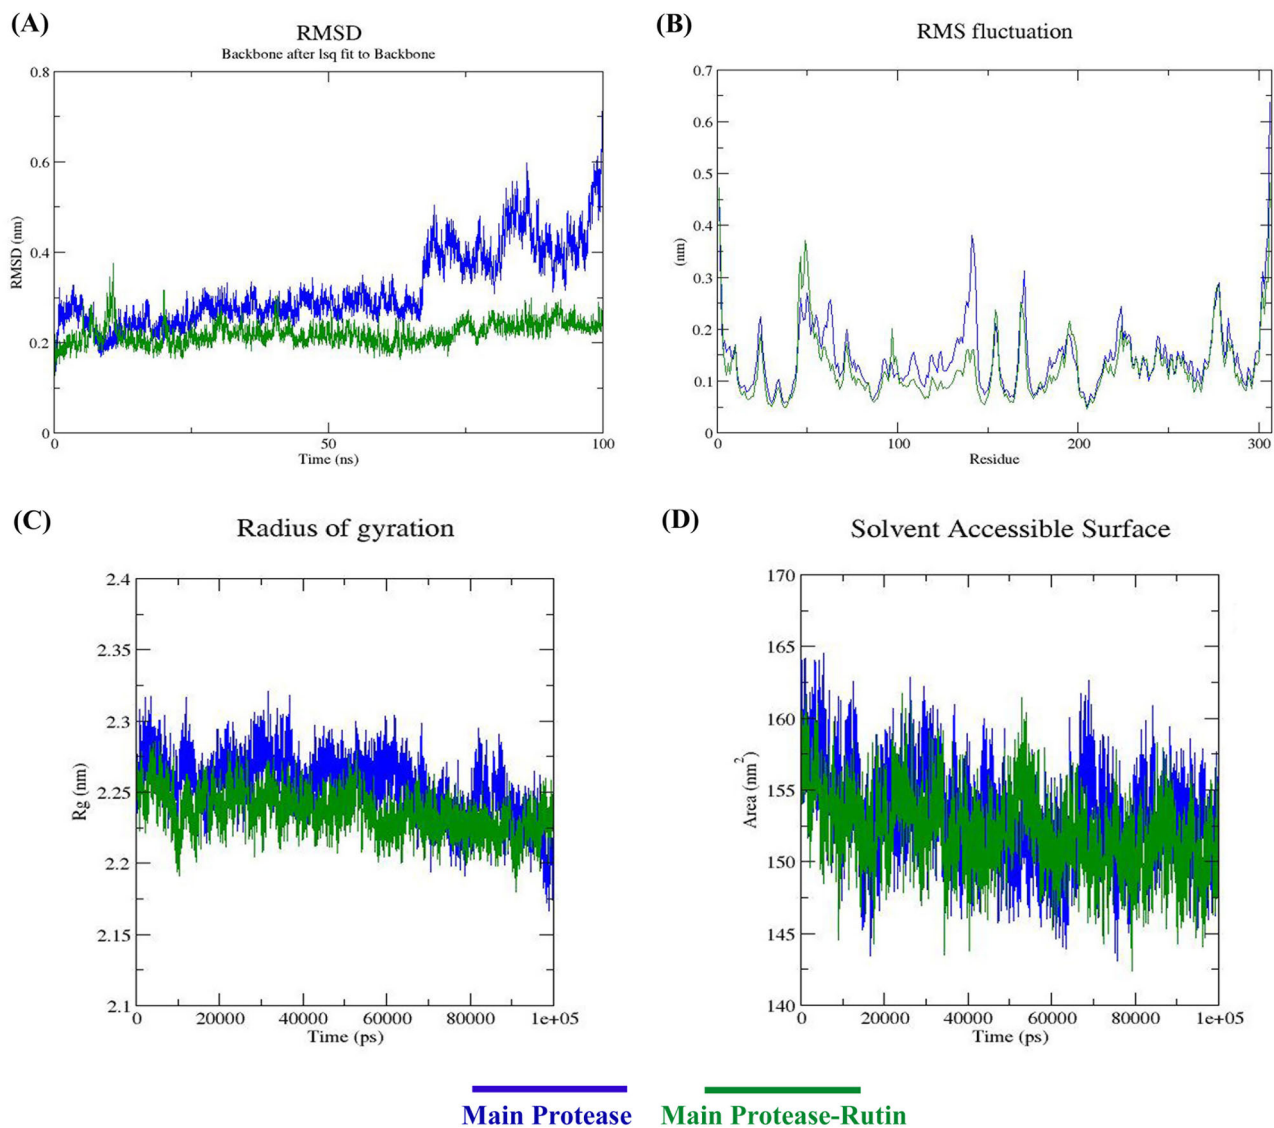 (A)
RMSD
Backbone after lsq fit to Backbone
0.8
0.6
0.4
0.2
0
RMSD (nm)
0 50 100
Time (ns)
(B)
RMS fluctuation
0.7
0.6
0.5
0.4
0.3
0.2
0.1
0
(nm)
0 100 200 300
Residue
(C)
Radius of gyration
2.4
2.35
2.3
2.25
2.2
2.15
2.1
Rg (nm)
0 20000 40000 60000 80000 1e+05
Time (ps)
(D)
Solvent Accessible Surface
170
165
160
155
150
145
140
Area (nm²)
0 20000 40000 60000 80000 1e+05
Time (ps)
Main Protease Main Protease-Rutin